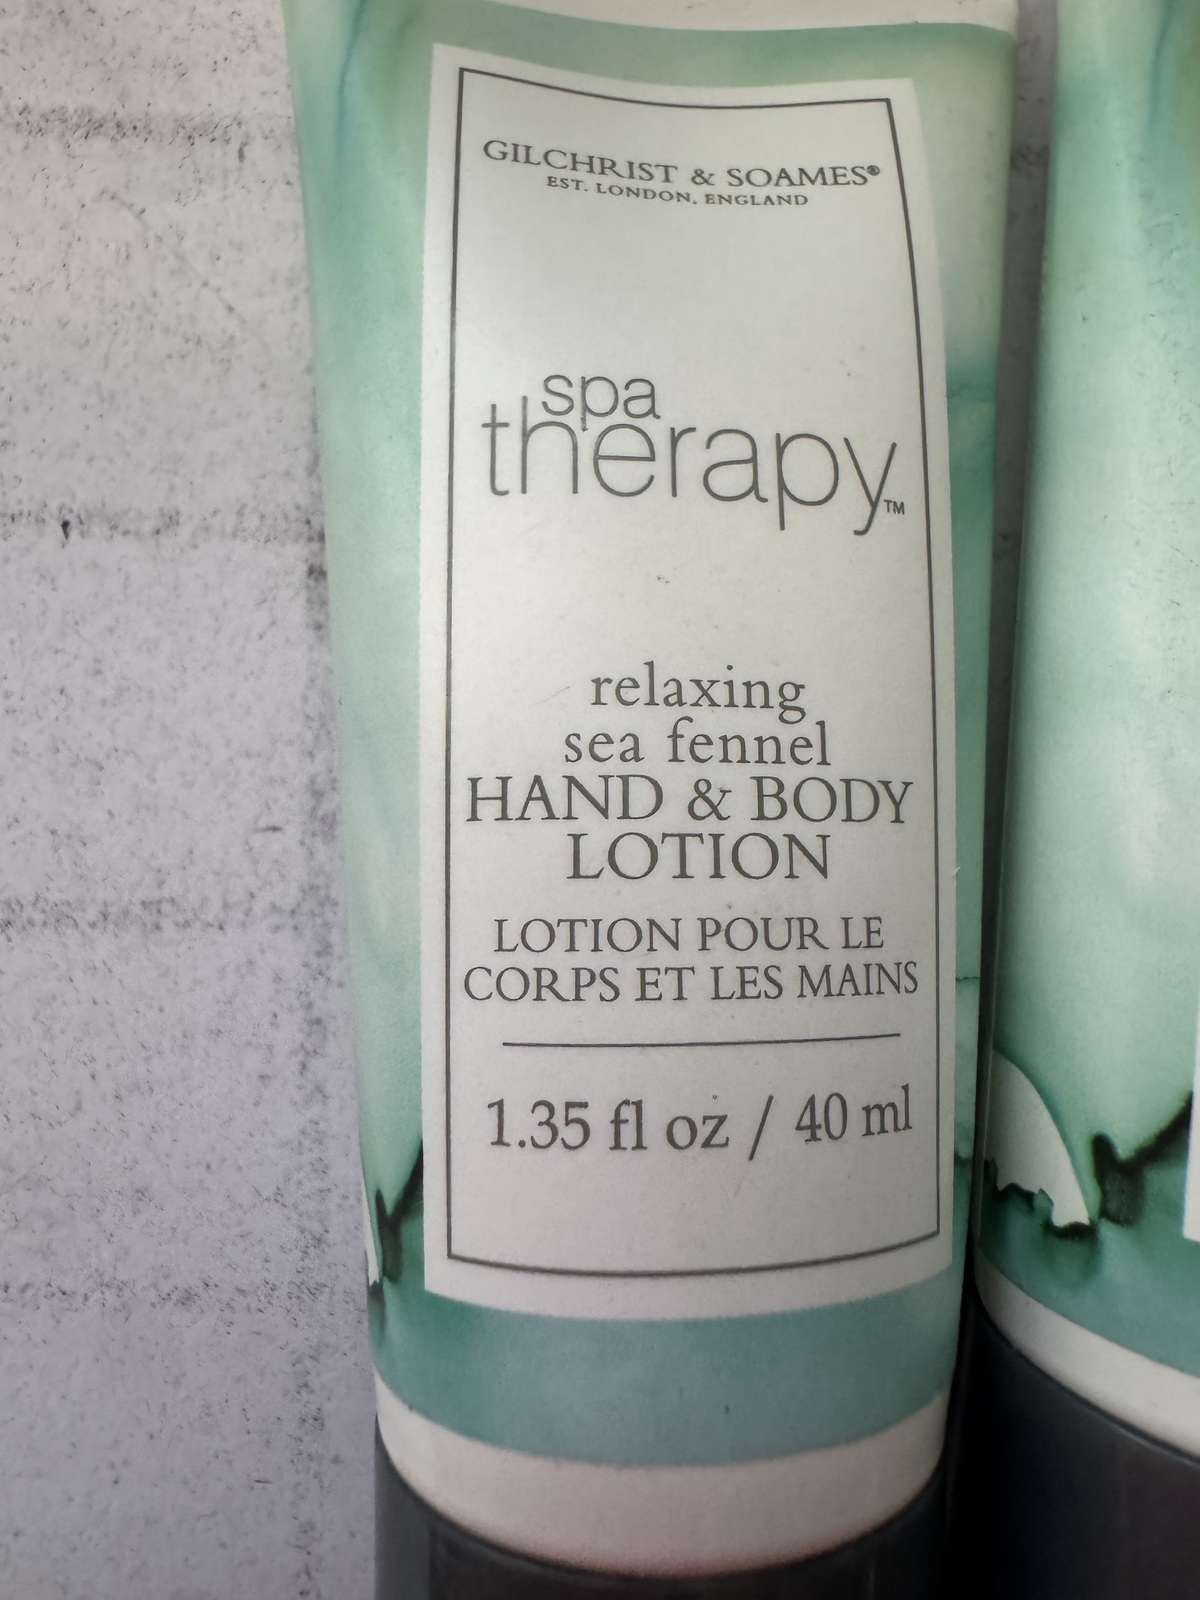 GILCHRIST & SOAMES®
EST. LONDON, ENGLAND
spa
therapy™
relaxing
sea fennel
HAND & BODY
LOTION
LOTION POUR LE
CORPS ET LES MAINS
1.35 fl oz / 40 ml